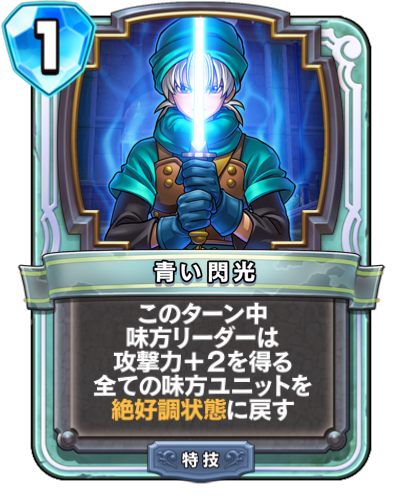 1
青い閃光
このターン中
味方リーダーは
攻撃力+2を得る
全ての味方ユニットを
絶好調状態に戻す
特技